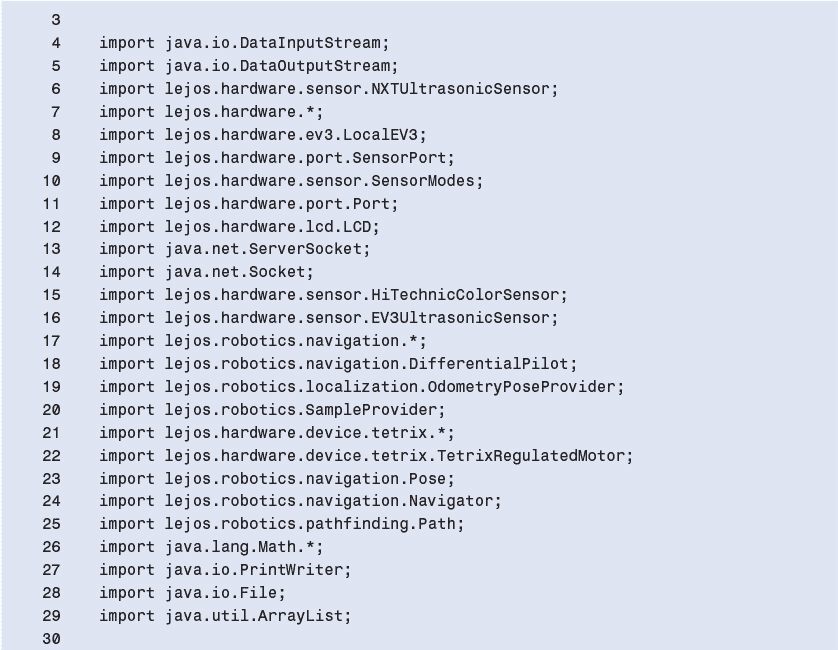 3
4 import java.io.DataInputStream;
5 import java.io.DataOutputStream;
6 import lejos.hardware.sensor.NXTUltrasonicSensor;
7 import lejos.hardware.*;
8 import lejos.hardware.ev3.LocalEV3;
9 import lejos.hardware.port.SensorPort;
10 import lejos.hardware.sensor.SensorModes;
11 import lejos.hardware.port.Port;
12 import lejos.hardware.lcd.LCD;
13 import java.net.ServerSocket;
14 import java.net.Socket;
15 import lejos.hardware.sensor.HiTechnicColorSensor;
16 import lejos.hardware.sensor.EV3UltrasonicSensor;
17 import lejos.robotics.navigation.*;
18 import lejos.robotics.navigation.DifferentialPilot;
19 import lejos.robotics.localization.OdometryPoseProvider;
20 import lejos.robotics.SampleProvider;
21 import lejos.hardware.device.tetrix.*;
22 import lejos.hardware.device.tetrix.TetrixRegulatedMotor;
23 import lejos.robotics.navigation.Pose;
24 import lejos.robotics.navigation.Navigator;
25 import lejos.robotics.pathfinding.Path;
26 import java.lang.Math.*;
27 import java.io.PrintWriter;
28 import java.io.File;
29 import java.util.ArrayList;
30